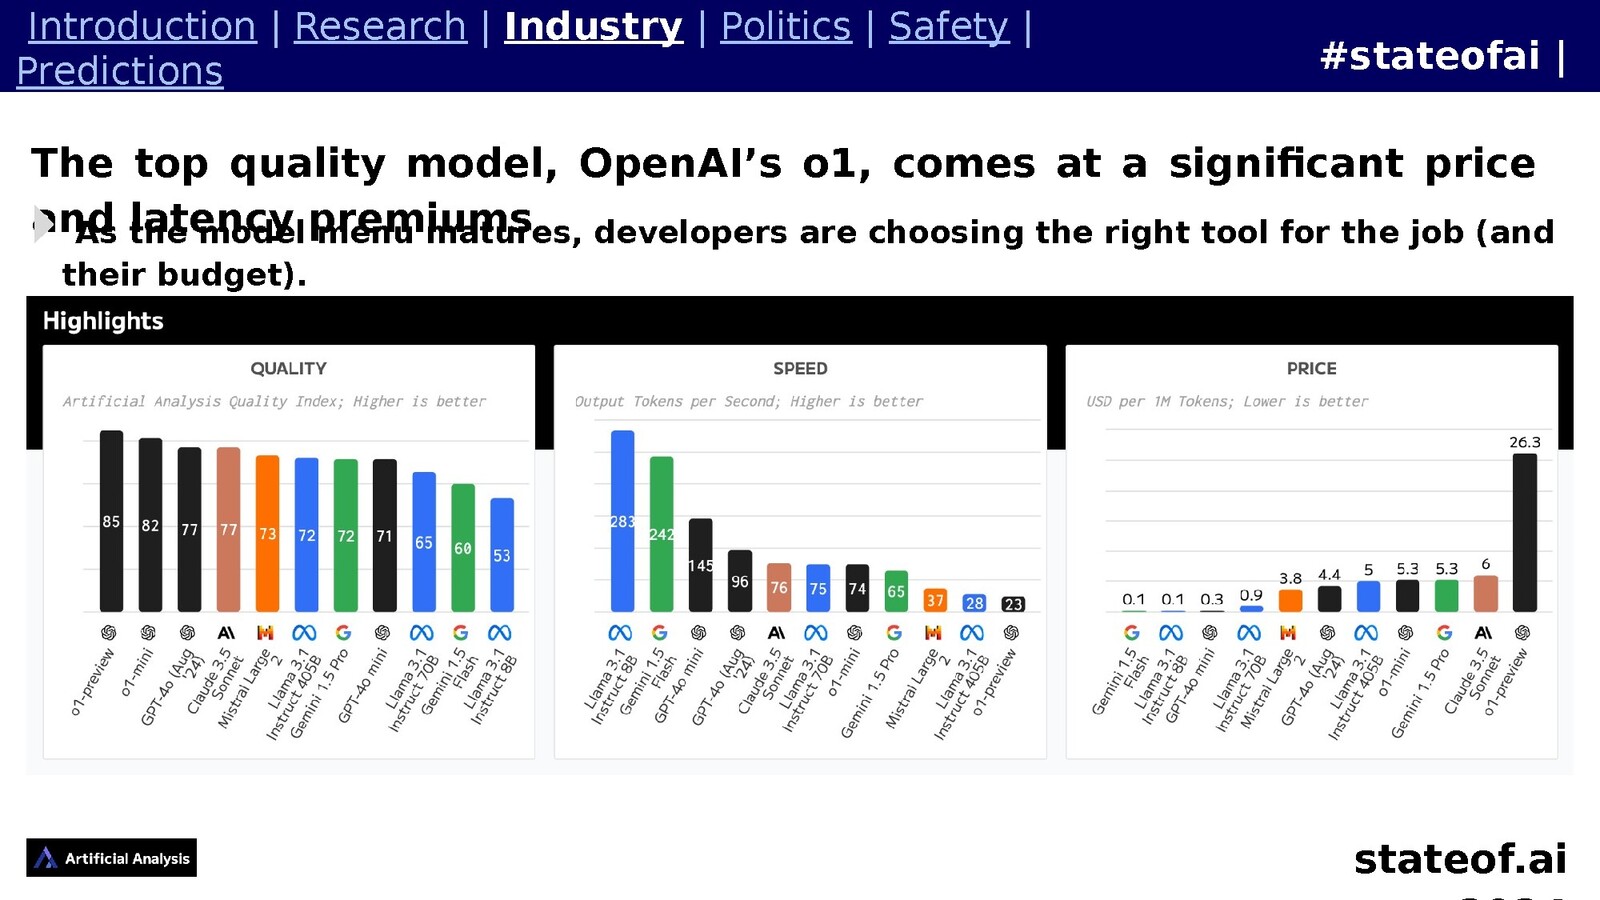 Introduction | Research | Industry | Politics | Safety |
Predictions
#stateofai |
The top quality model, OpenAI’s o1, comes at a significant price
and latency premiums
As the model menu matures, developers are choosing the right tool for the job (and
their budget).
Highlights
QUALITY
Artificial Analysis Quality Index; Higher is better
85 82 77 77 73 72 72 71 65 60 53
o1-preview
o1-mini
GPT-4o (Aug
'24)
Claude 3.5
Sonnet
Mistral Large
2
Llama 3.1
Instruct 405B
Gemini 1.5 Pro
GPT-4o mini
Llama 3.1
Instruct 70B
Gemini 1.5
Flash
Llama 3.1
Instruct 8B
SPEED
Output Tokens per Second; Higher is better
283 242 145 96 76 75 74 65 37 28 23
Llama 3.1
Instruct 8B
Gemini 1.5
Flash
GPT-4o mini
GPT-4o (Aug
'24)
Claude 3.5
Sonnet
Llama 3.1
Instruct 70B
o1-mini
Gemini 1.5 Pro
Mistral Large
2
Llama 3.1
Instruct 405B
o1-preview
PRICE
USD per 1M Tokens; Lower is better
0.1 0.1 0.3 0.9 3.8 4.4 5 5.3 5.3 6 26.3
Gemini 1.5
Flash
Llama 3.1
Instruct 8B
GPT-4o mini
Llama 3.1
Instruct 70B
Mistral Large
2
GPT-4o (Aug
'24)
Llama 3.1
Instruct 405B
o1-mini
Gemini 1.5 Pro
Claude 3.5
Sonnet
o1-preview
Artificial Analysis
stateof.ai